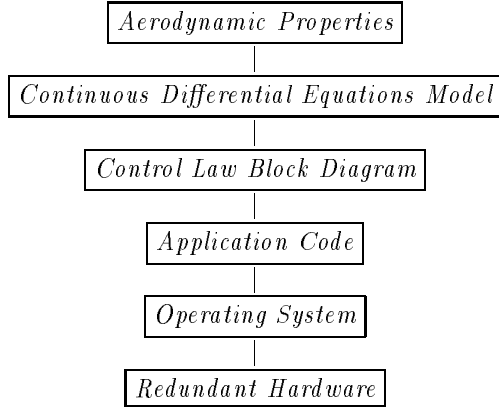 Aerodynamic Properties
Continuous Differential Equations Model
Control Law Block Diagram
Application Code
Operating System
Redundant Hardware